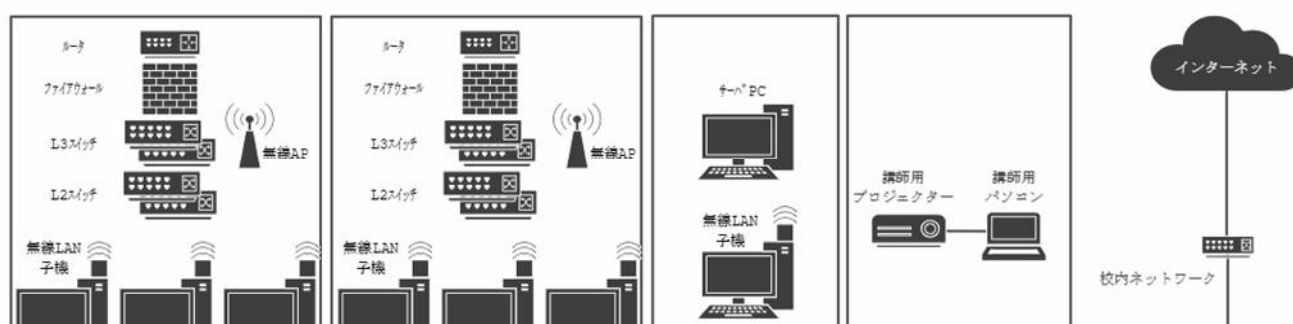 ルータ
ファイアウォール
L3スイッチ
無線AP
L2スイッチ
無線LAN
子機
ルータ
ファイアウォール
L3スイッチ
無線AP
L2スイッチ
無線LAN
子機
サーバPC
無線LAN
子機
講師用
プロジェクター
講師用
パソコン
インターネット
校内ネットワーク